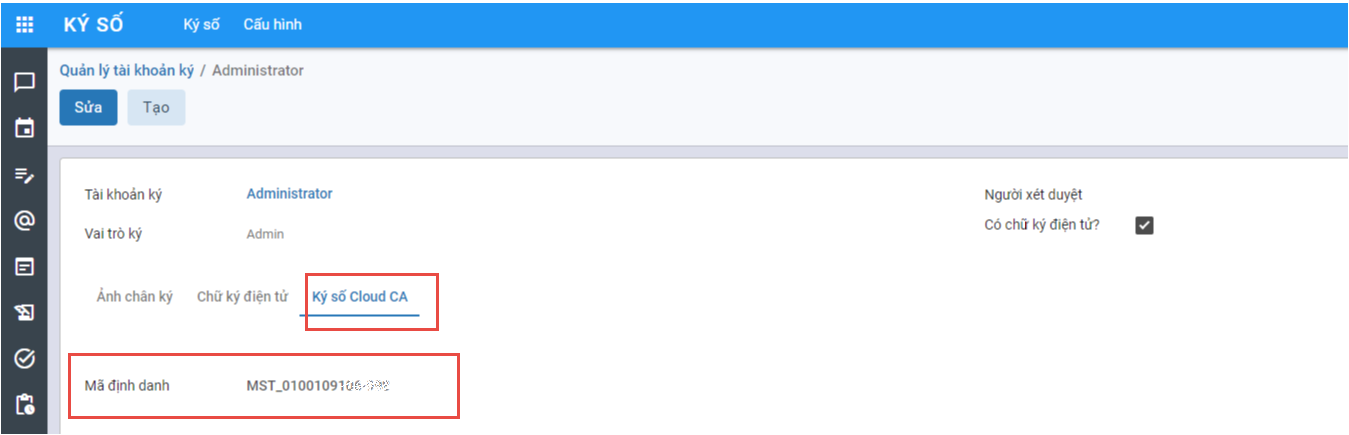 KÝ SỐ Ký số Cấu hình
Quản lý tài khoản ký / Administrator
Sửa Tạo
Tài khoản ký Administrator Người xét duyệt
Có chữ ký điện tử?
Vai trò ký Admin
Ảnh chân ký Chữ ký điện tử Ký số Cloud CA
Mã định danh